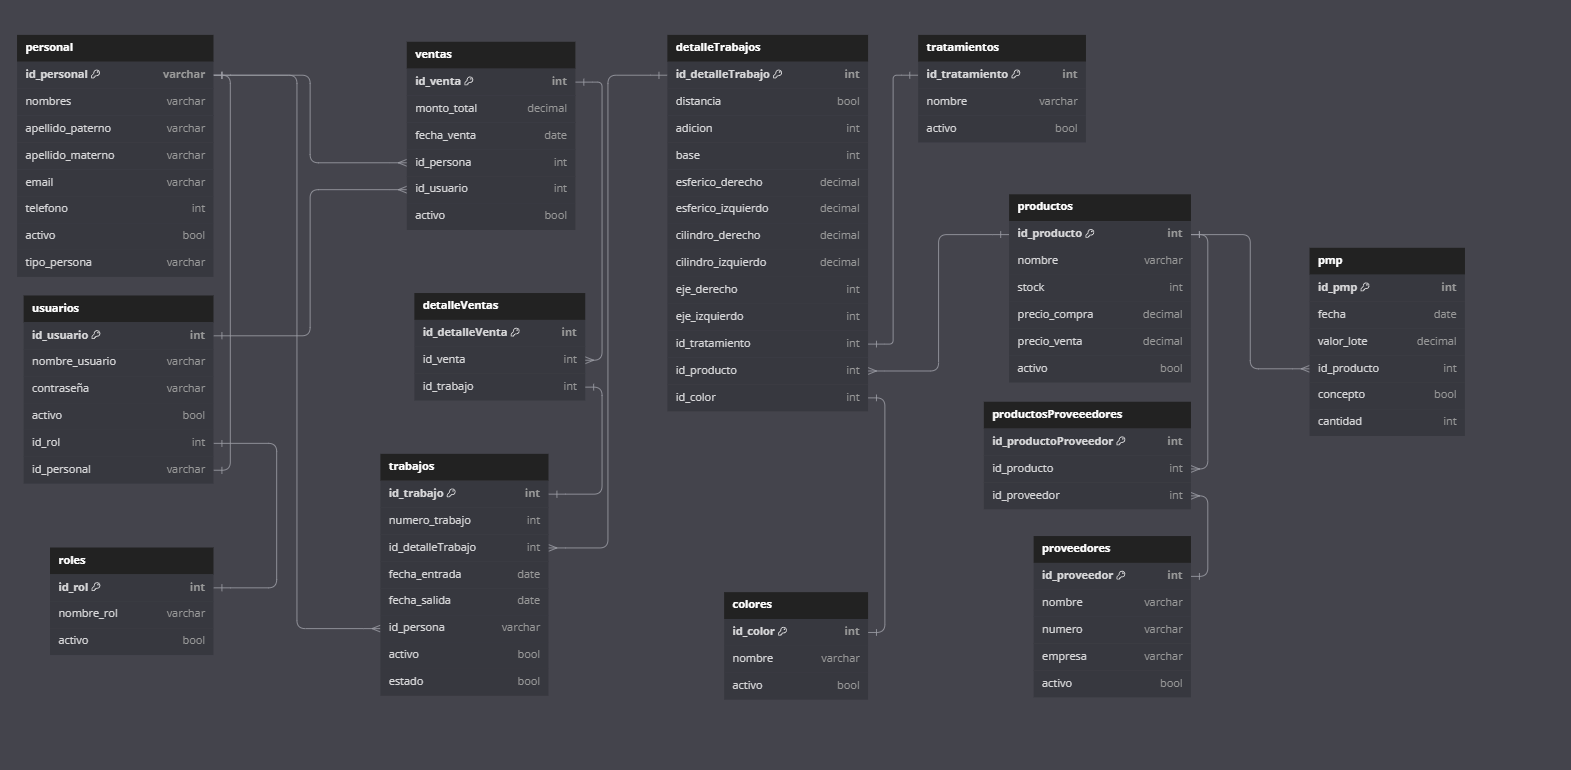 personal
id_personal varchar
nombres varchar
apellido_paterno varchar
apellido_materno varchar
email varchar
telefono int
activo bool
tipo_persona varchar
usuarios
id_usuario int
nombre_usuario varchar
contraseña varchar
activo bool
id_rol int
id_personal varchar
roles
id_rol int
nombre_rol varchar
activo bool
ventas
id_venta int
monto_total decimal
fecha_venta date
id_persona int
id_usuario int
activo bool
detalleVentas
id_detalleVenta int
id_venta int
id_trabajo int
trabajos
id_trabajo int
numero_trabajo int
id_detalleTrabajo int
fecha_entrada date
fecha_salida date
id_persona varchar
activo bool
estado bool
detalleTrabajos
id_detalleTrabajo int
distancia bool
adicion int
base int
esferico_derecho decimal
esferico_izquierdo decimal
cilindro_derecho decimal
cilindro_izquierdo decimal
eje_derecho int
eje_izquierdo int
id_tratamiento int
id_producto int
id_color int
colores
id_color int
nombre varchar
activo bool
tratamientos
id_tratamiento int
nombre varchar
activo bool
productos
id_producto int
nombre varchar
stock int
precio_compra decimal
precio_venta decimal
activo bool
productosProveeedores
id_productoProveedor int
id_producto int
id_proveedor int
proveedores
id_proveedor int
nombre varchar
numero varchar
empresa varchar
activo bool
pmp
id_pmp int
fecha date
valor_lote decimal
id_producto int
concepto bool
cantidad int